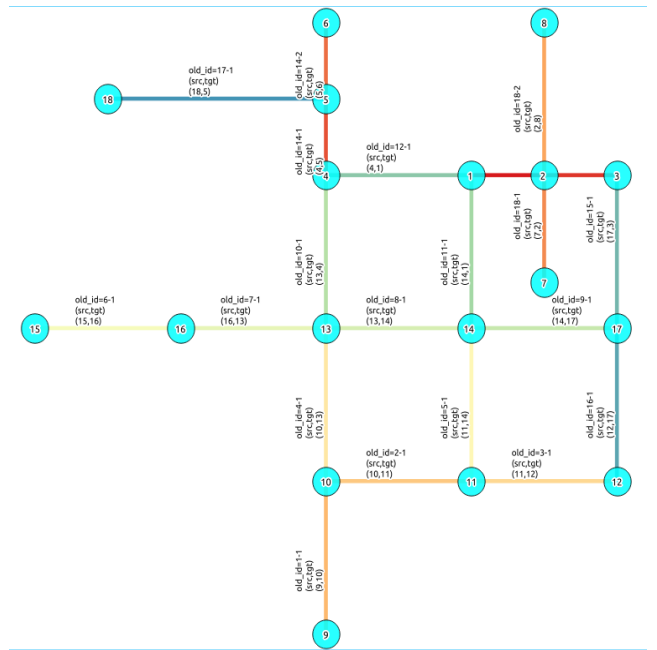 6
8
old_id=14-2
(src,tgt)
(5,6)
old_id=17-1
(src,tgt)
(18,5)
18
5
old_id=18-2
(src,tgt)
(2,8)
old_id=14-1
(src,tgt)
(4,5)
old_id=12-1
(src,tgt)
(4,1)
4
1
2
3
old_id=18-1
(src,tgt)
(7,2)
old_id=15-1
(src,tgt)
(17,3)
old_id=10-1
(src,tgt)
(13,4)
old_id=11-1
(src,tgt)
(14,1)
7
old_id=6-1
(src,tgt)
(15,16)
old_id=7-1
(src,tgt)
(16,13)
old_id=8-1
(src,tgt)
(13,14)
old_id=9-1
(src,tgt)
(14,17)
15
16
13
14
17
old_id=4-1
(src,tgt)
(10,13)
old_id=5-1
(src,tgt)
(11,14)
old_id=16-1
(src,tgt)
(12,17)
old_id=2-1
(src,tgt)
(10,11)
old_id=3-1
(src,tgt)
(11,12)
10
11
12
old_id=1-1
(src,tgt)
(9,10)
9